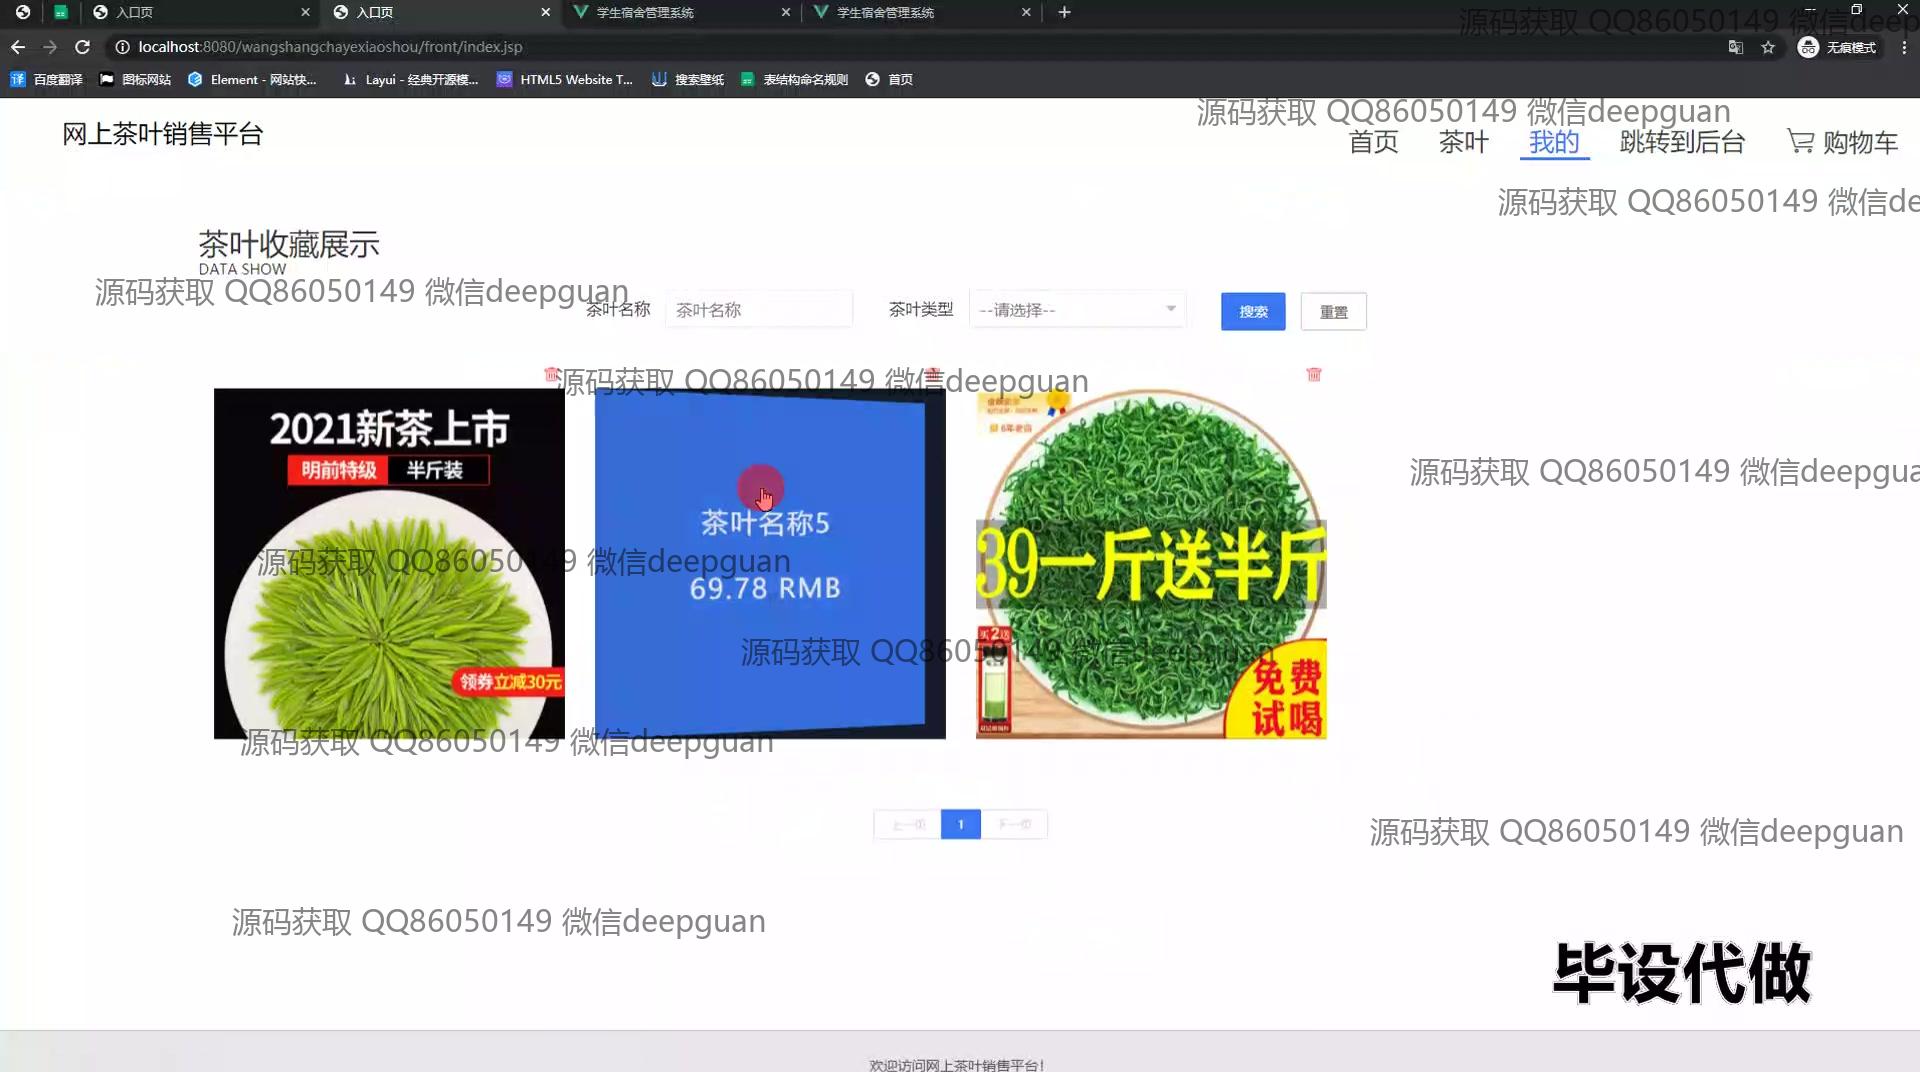 入口页
入口页
学生宿舍管理系统
学生宿舍管理系统
localhost:8080/wangshangchayexiaoshou/front/index.jsp
无痕模式
源码获取 QQ86050149 微信deep
百度翻译
图标网站
Element - 网站快...
Layui - 经典开源模...
HTML5 Website T...
搜索壁纸
表结构命名规则
首页
源码获取 QQ86050149 微信deepguan
网上茶叶销售平台
首页
茶叶
我的
跳转到后台
购物车
源码获取 QQ86050149 微信de
茶叶收藏展示
DATA SHOW
源码获取 QQ86050149 微信deepguan
茶叶名称
茶叶名称
茶叶类型
--请选择--
搜索
重置
源码获取 QQ86050149 微信deepguan
2021新茶上市
明前特级
半斤装
6年老店
源码获取 QQ86050149 微信deepgua
茶叶名称5
39一斤送半斤
源码获取 QQ86050149 微信deepguan
69.78 RMB
买2送
源码获取 QQ86050149 微信deepguan
领券立减30元
免费
试喝
源码获取 QQ86050149 微信deepguan
上一页
1
下一页
源码获取 QQ86050149 微信deepguan
源码获取 QQ86050149 微信deepguan
毕设代做
欢迎访问网上茶叶销售平台!